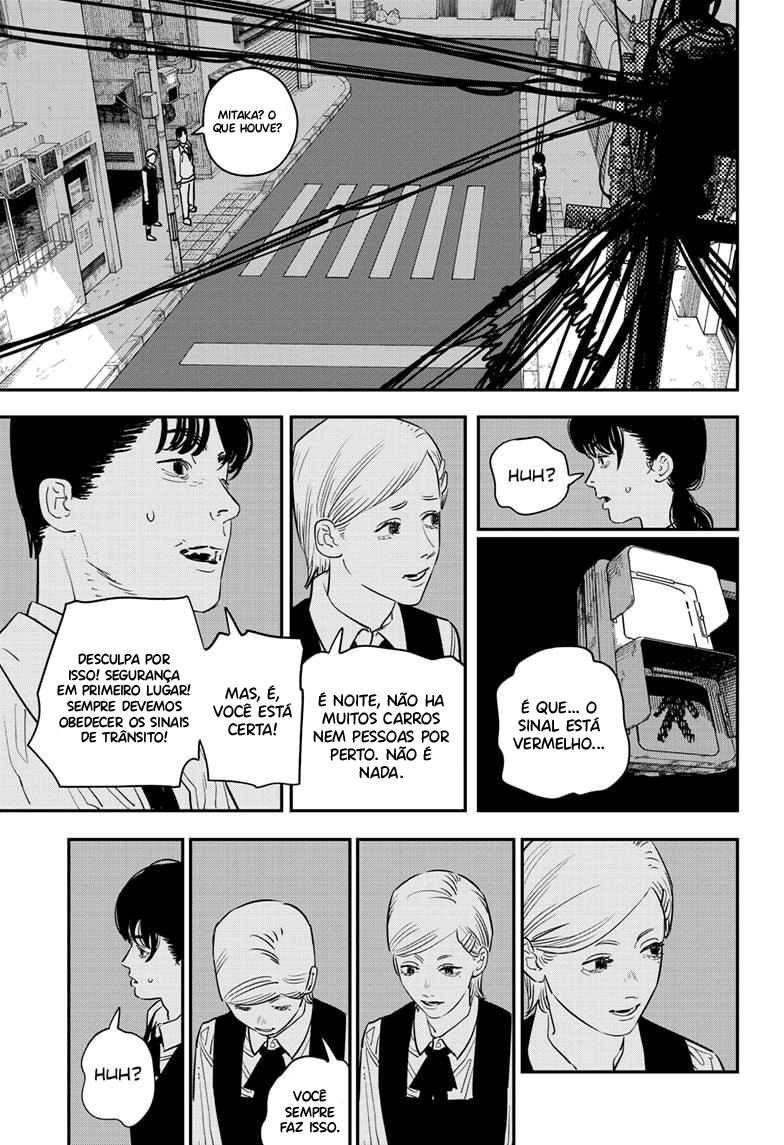 MITAKA? O
QUE HOUVE?
HUH?
É QUE... O
SINAL ESTÁ
VERMELHO...
É NOITE, NÃO HA
MUITOS CARROS
NEM PESSOAS POR
PERTO. NÃO É
NADA.
MAS, É,
VOCÊ ESTÁ
CERTA!
DESCULPA POR
ISSO! SEGURANÇA
EM PRIMEIRO LUGAR!
SEMPRE DEVEMOS
OBEDECER OS SINAIS
DE TRÂNSITO!
VOCÊ
SEMPRE
FAZ ISSO.
HUH?